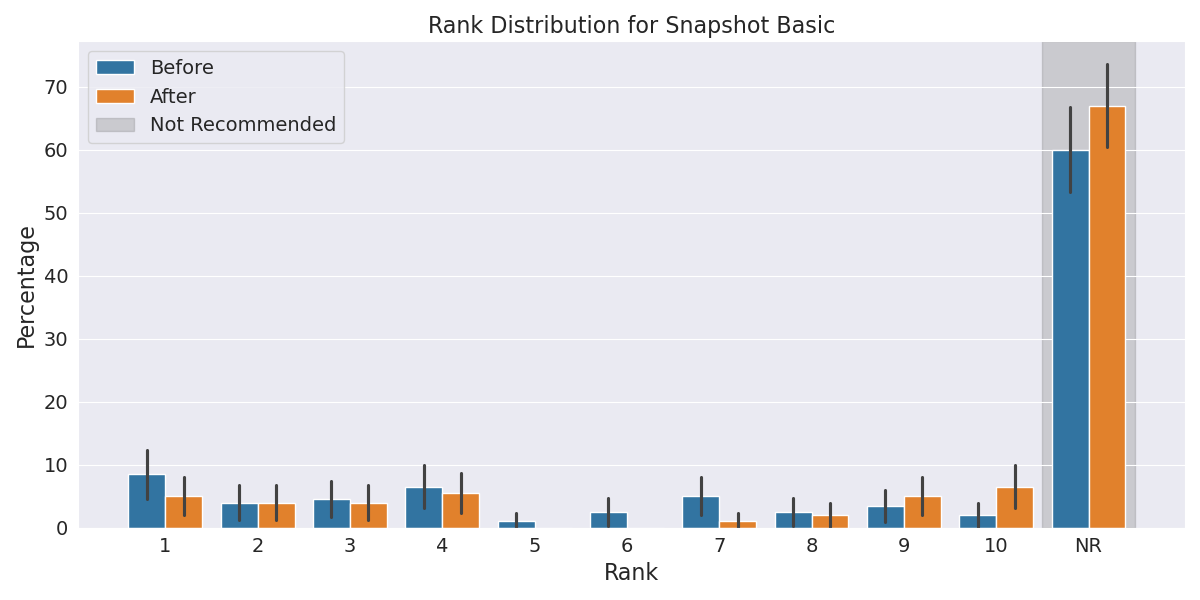 Rank Distribution for Snapshot Basic
Before
After
Not Recommended
Percentage
70
60
50
40
30
20
10
0
1 2 3 4 5 6 7 8 9 10 NR
Rank